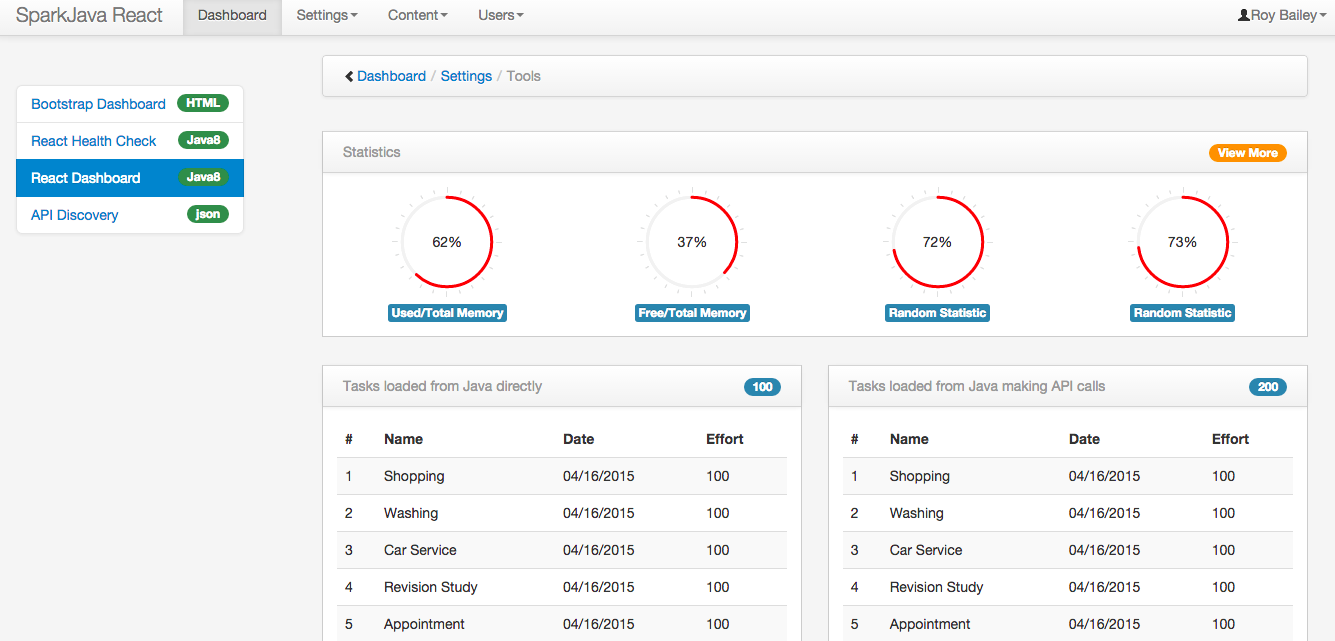 SparkJava React Dashboard Settings Content Users Roy Bailey
Dashboard / Settings / Tools
Bootstrap Dashboard HTML
React Health Check Java8
React Dashboard Java8
API Discovery json
Statistics View More
62% 37% 72% 73%
Used/Total Memory Free/Total Memory Random Statistic Random Statistic
Tasks loaded from Java directly 100
# Name Date Effort
1 Shopping 04/16/2015 100
2 Washing 04/16/2015 100
3 Car Service 04/16/2015 100
4 Revision Study 04/16/2015 100
5 Appointment 04/16/2015 100
Tasks loaded from Java making API calls 200
# Name Date Effort
1 Shopping 04/16/2015 100
2 Washing 04/16/2015 100
3 Car Service 04/16/2015 100
4 Revision Study 04/16/2015 100
5 Appointment 04/16/2015 100